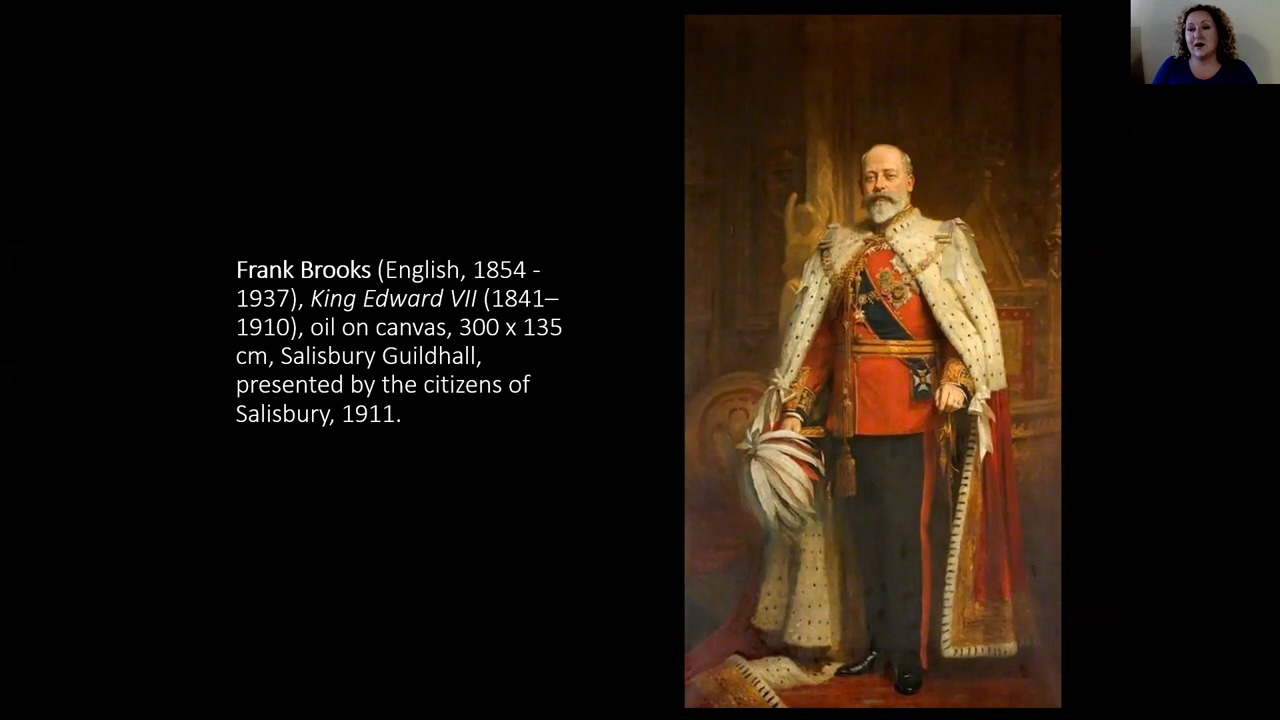 Frank Brooks (English, 1854 -
1937), King Edward VII (1841–
1910), oil on canvas, 300 x 135
cm, Salisbury Guildhall,
presented by the citizens of
Salisbury, 1911.